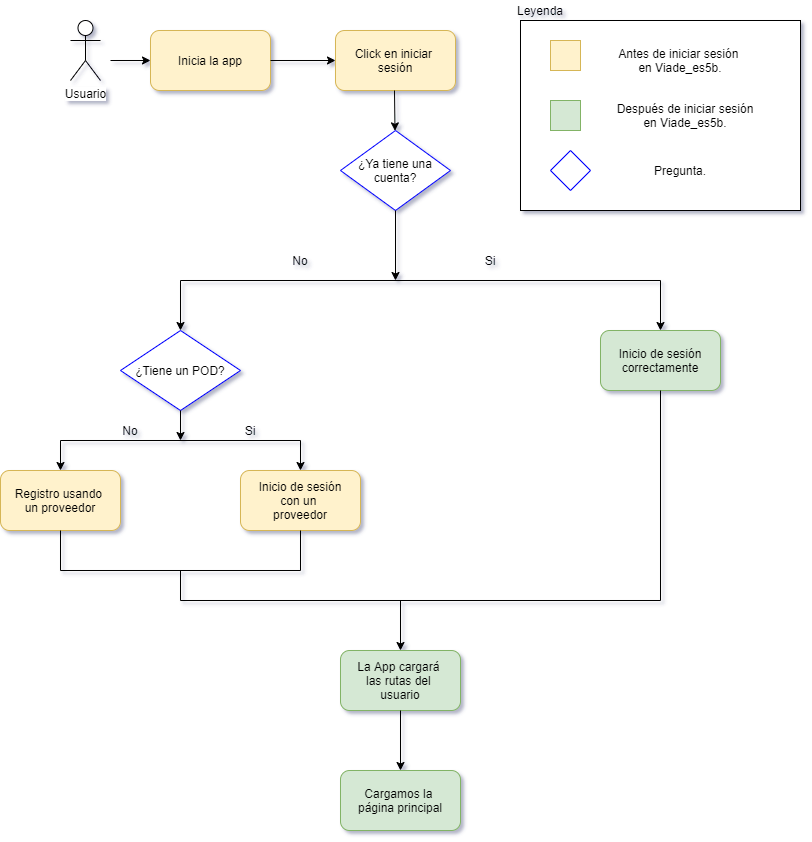 Leyenda
Usuario
Inicia la app
Click en iniciar
sesión
Antes de iniciar sesión
en Viade_es5b.
Después de iniciar sesión
en Viade_es5b.
Pregunta.
¿Ya tiene una
cuenta?
No
Si
¿Tiene un POD?
Inicio de sesión
correctamente
No
Si
Registro usando
un proveedor
Inicio de sesión
con un
proveedor
La App cargará
las rutas del
usuario
Cargamos la
página principal